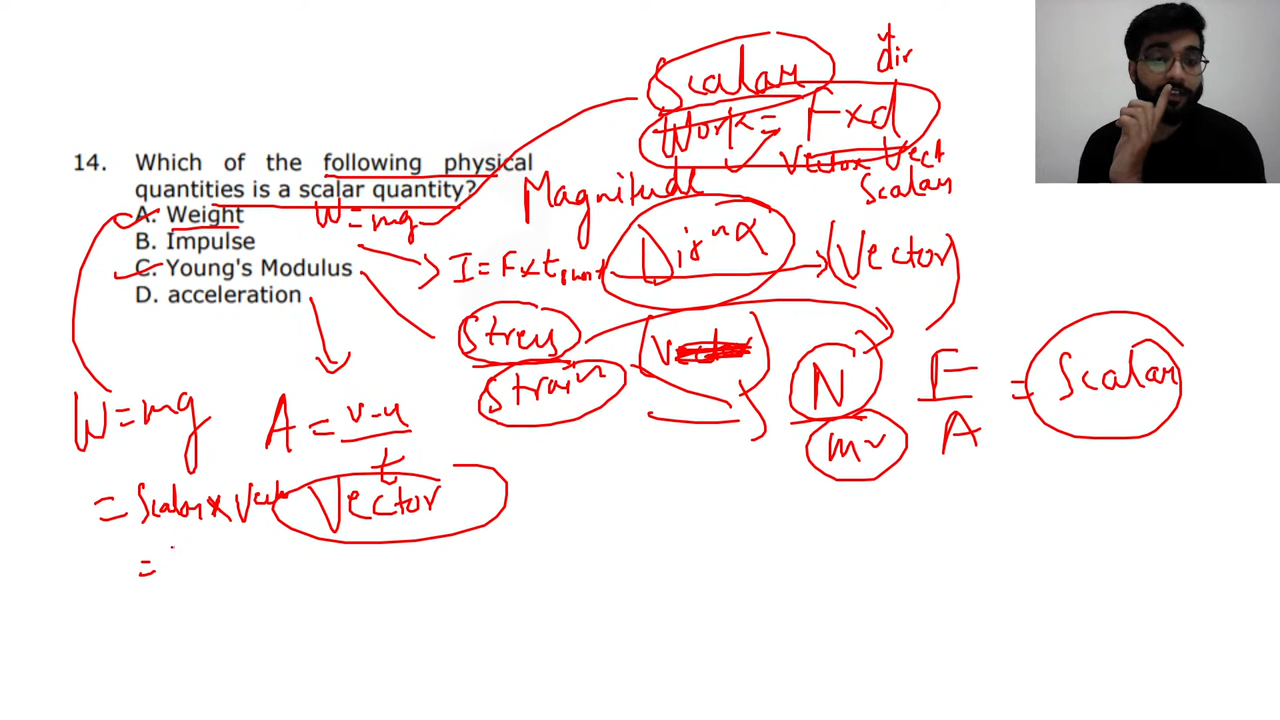 Scalar
dir
Work = F x d
Vector Vect
Scalar
14. Which of the following physical
quantities is a scalar quantity?
A. Weight
B. Impulse
C. Young's Modulus
D. acceleration
W = mg
Magnitude
I = F x t short
Dirⁿ
(Vector)
Stress
Strain
N
m²
F
A
= Scalar
W = mg
= Scalar x Vector
=
A = v - u
t
Vector